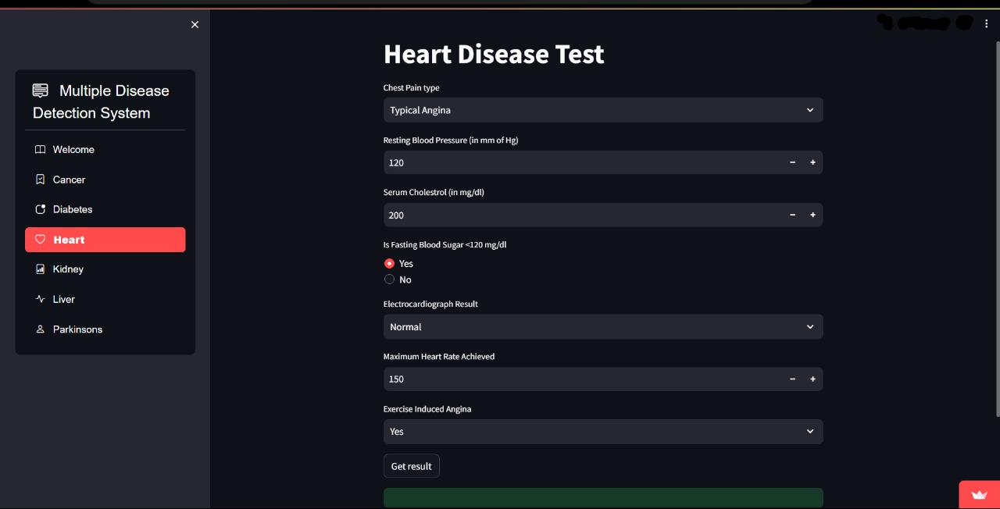 Multiple Disease
Detection System
Welcome
Cancer
Diabetes
Heart
Kidney
Liver
Parkinsons
Heart Disease Test
Chest Pain type
Typical Angina
Resting Blood Pressure (in mm of Hg)
120
Serum Cholestrol (in mg/dl)
200
Is Fasting Blood Sugar <120 mg/dl
Yes
No
Electrocardiograph Result
Normal
Maximum Heart Rate Achieved
150
Exercise Induced Angina
Yes
Get result